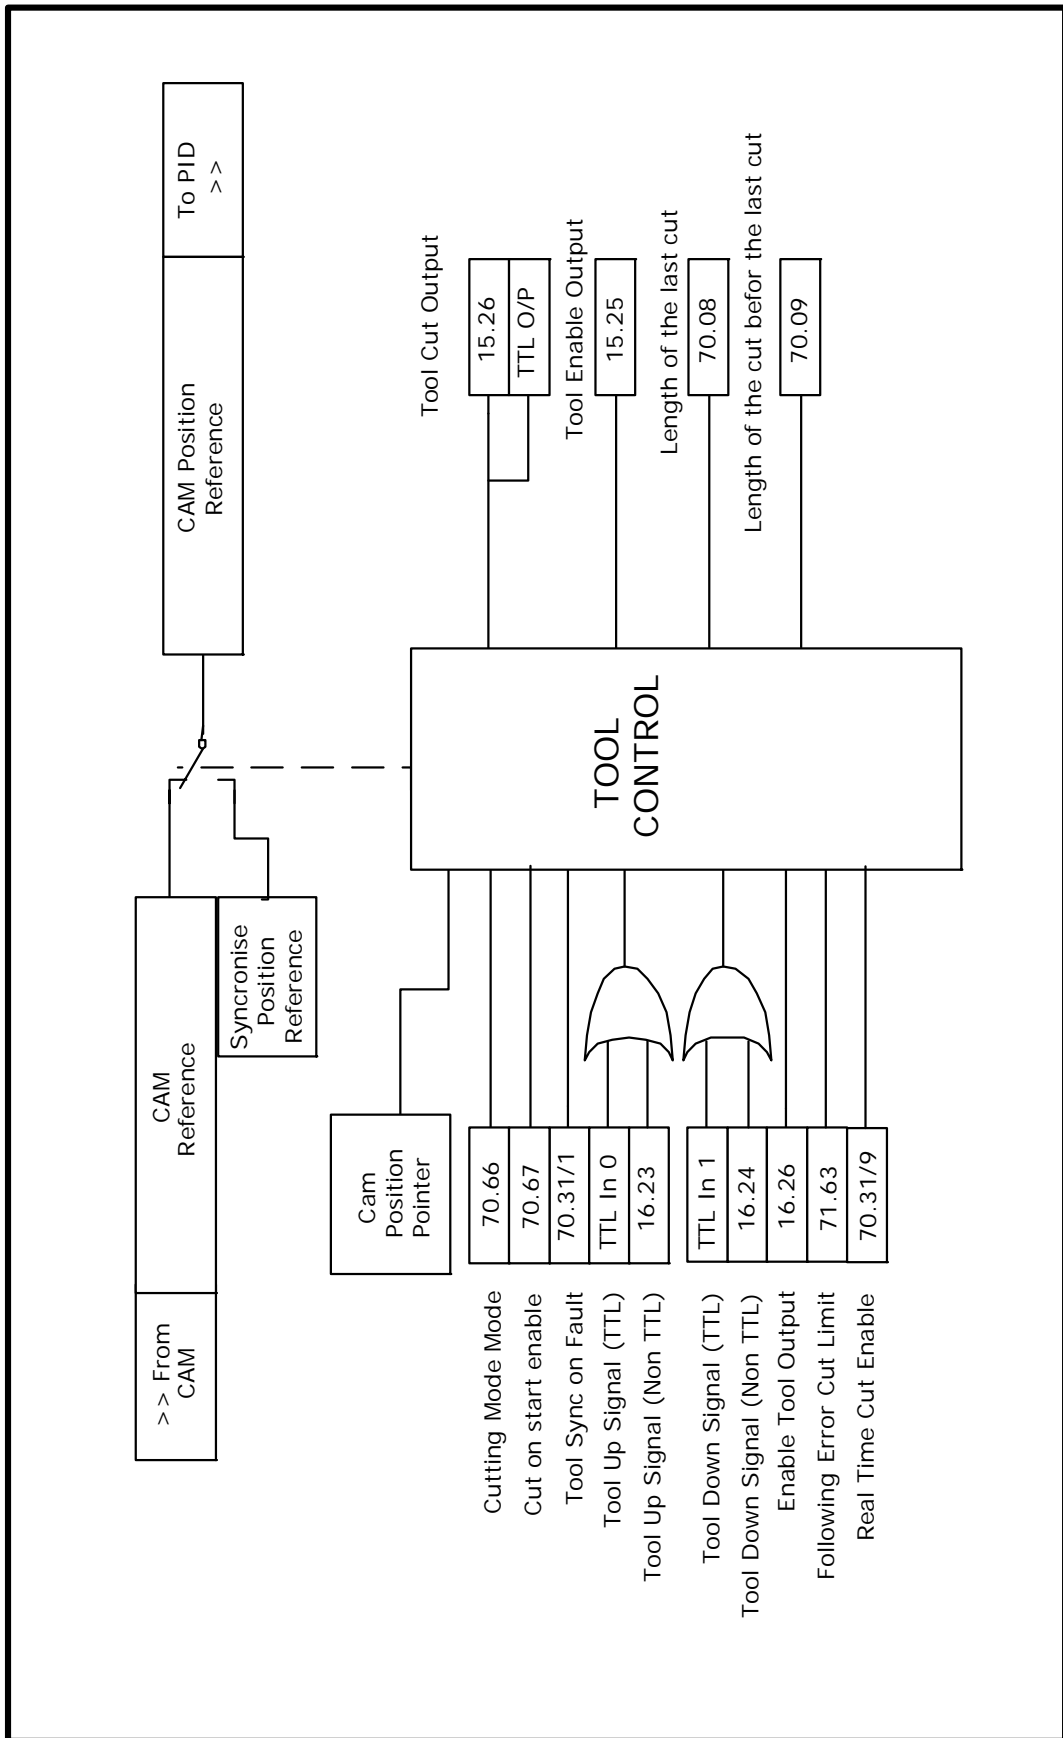 >> From
CAM
CAM
Reference
Syncronise
Position
Reference
CAM Position
Reference
To PID
>>
Cam
Position
Pointer
Cutting Mode Mode
70.66
Cut on start enable
70.67
Tool Sync on Fault
70.31/1
Tool Up Signal (TTL)
TTL In 0
Tool Up Signal (Non TTL)
16.23
Tool Down Signal (TTL)
TTL In 1
Tool Down Signal (Non TTL)
16.24
Enable Tool Output
16.26
Following Error Cut Limit
71.63
Real Time Cut Enable
70.31/9
TOOL
CONTROL
Tool Cut Output
15.26
TTL O/P
Tool Enable Output
15.25
Length of the last cut
70.08
Length of the cut befor the last cut
70.09